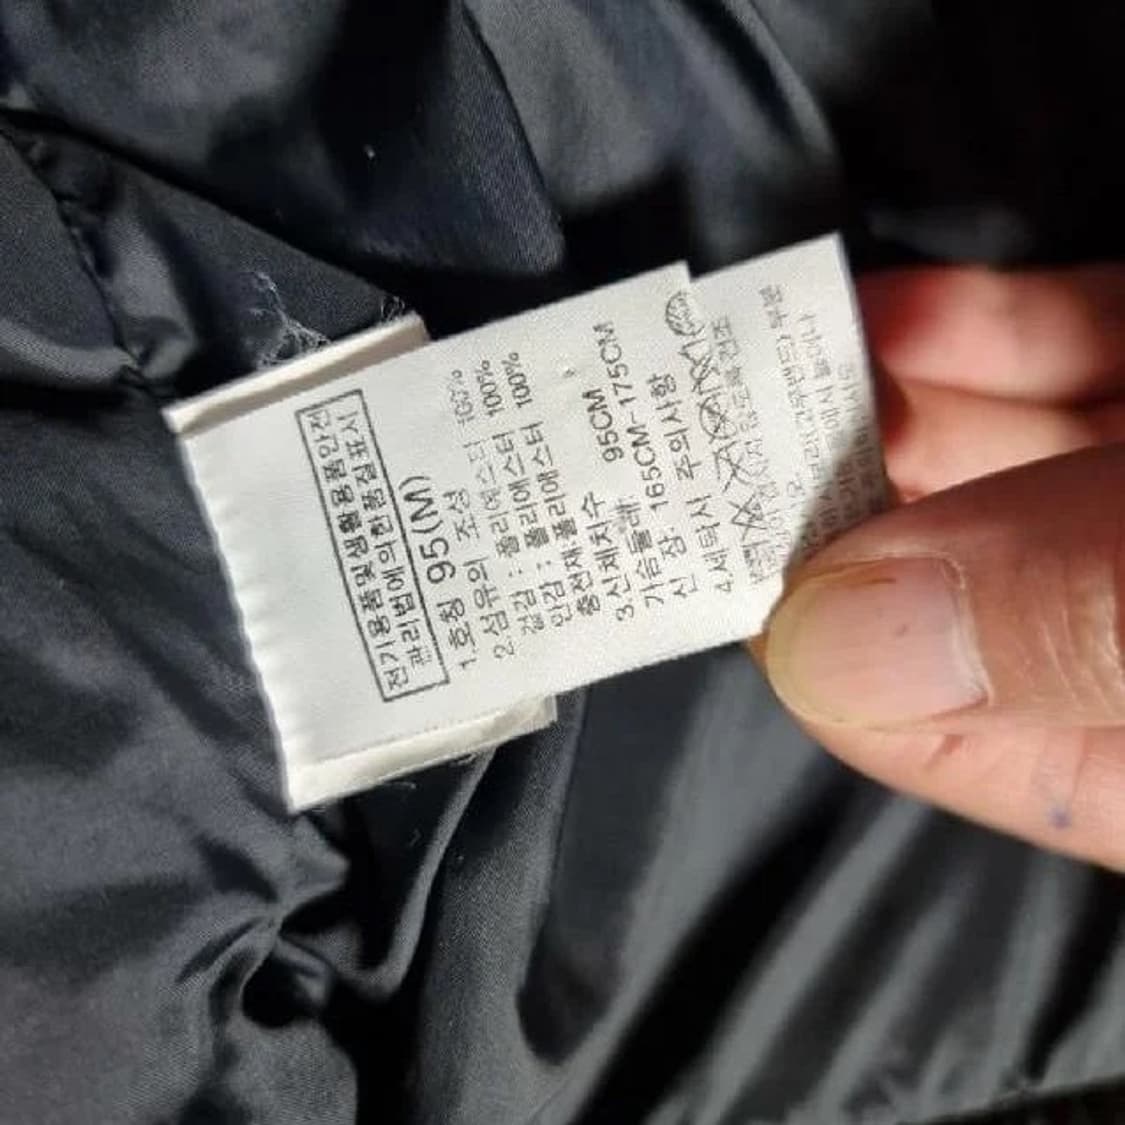 전기용품및생활용품안전
관리법에의한품질표시
1.호칭 95(M)
2.섬유의 조성
겉감 : 폴리에스터 100%
안감 : 폴리에스터 100%
충전재 폴리에스터 100%
3.신체치수
가슴둘레 95CM
신 장 165CM-175CM
4.세탁시 주의사항